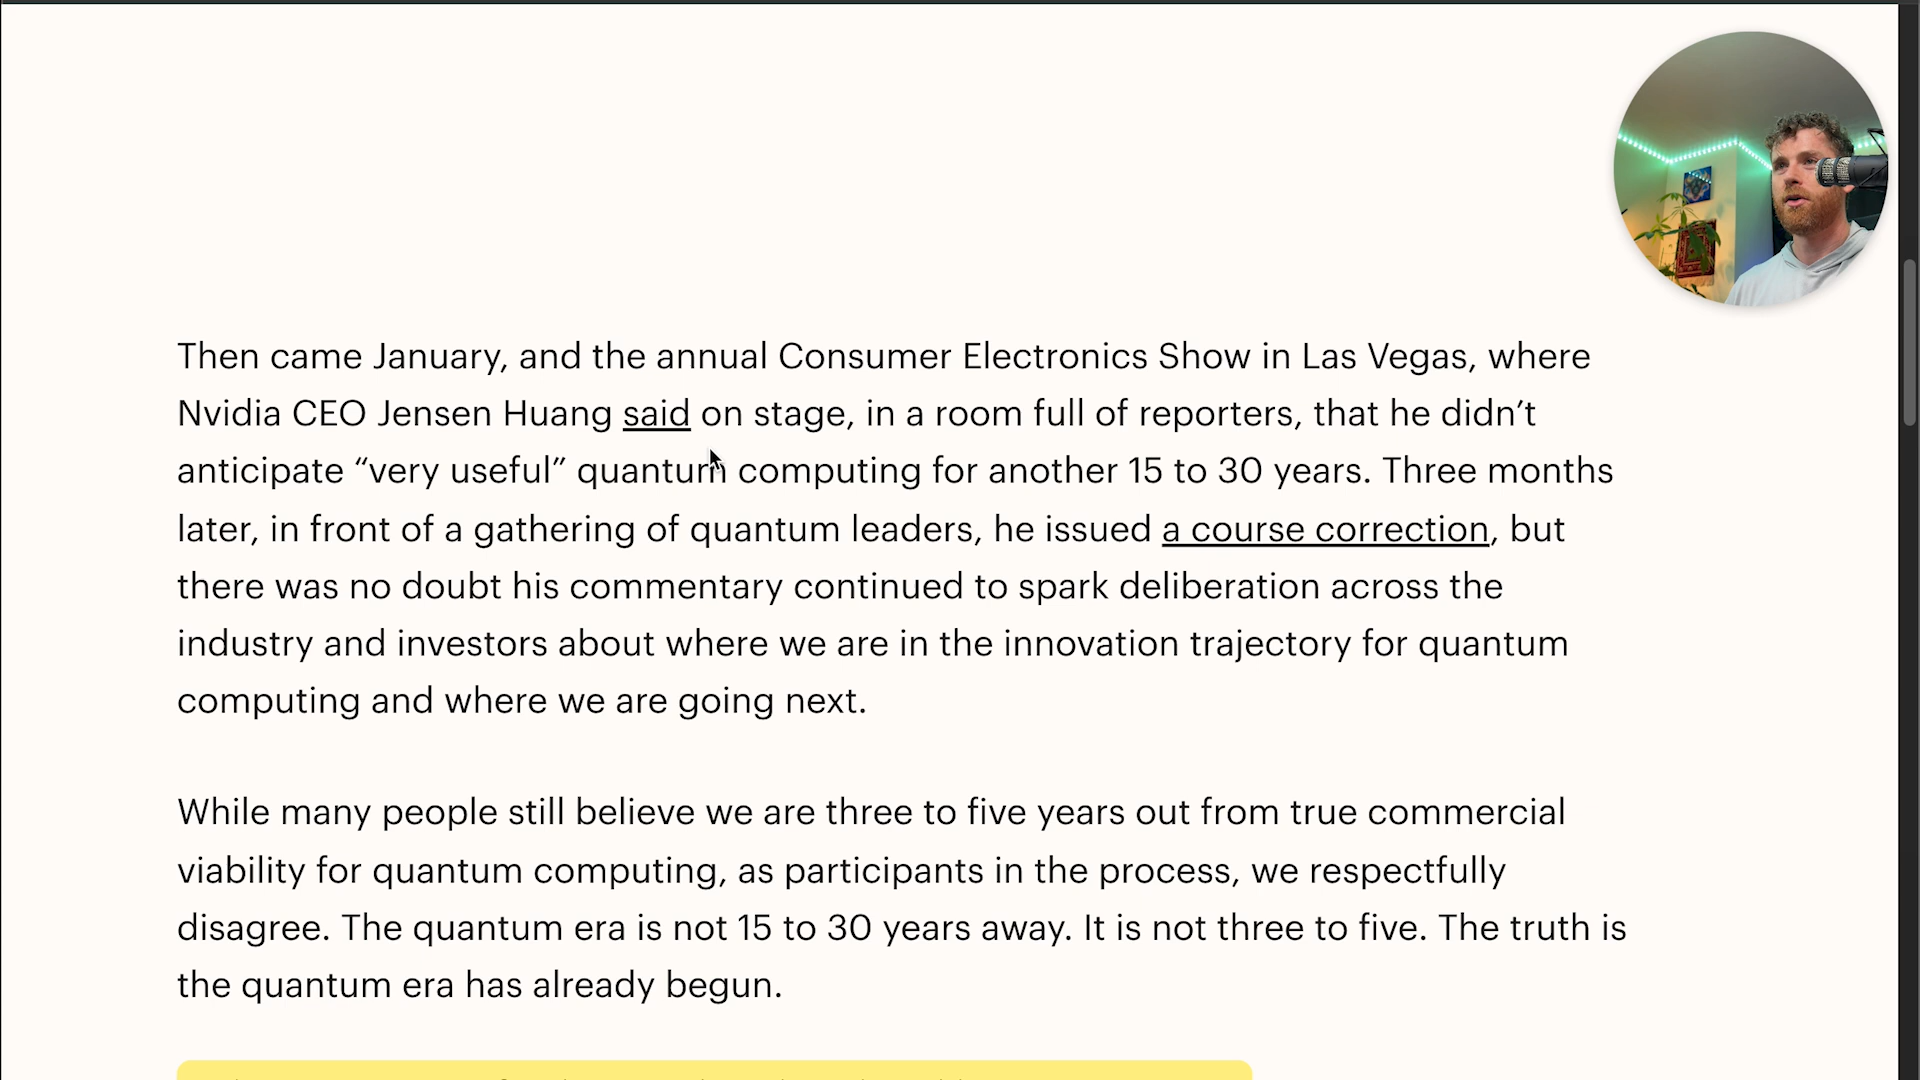 Then came January, and the annual Consumer Electronics Show in Las Vegas, where
Nvidia CEO Jensen Huang said on stage, in a room full of reporters, that he didn’t
anticipate “very useful” quantum computing for another 15 to 30 years. Three months
later, in front of a gathering of quantum leaders, he issued a course correction, but
there was no doubt his commentary continued to spark deliberation across the
industry and investors about where we are in the innovation trajectory for quantum
computing and where we are going next.
While many people still believe we are three to five years out from true commercial
viability for quantum computing, as participants in the process, we respectfully
disagree. The quantum era is not 15 to 30 years away. It is not three to five. The truth is
the quantum era has already begun.